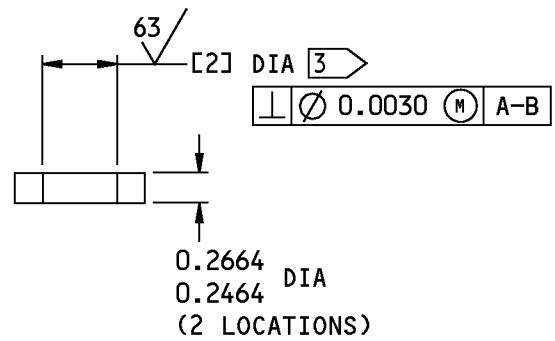 63
[2] DIA 3
⊥ ∅ 0.0030 Ⓜ A-B
0.2664
0.2464 DIA
(2 LOCATIONS)